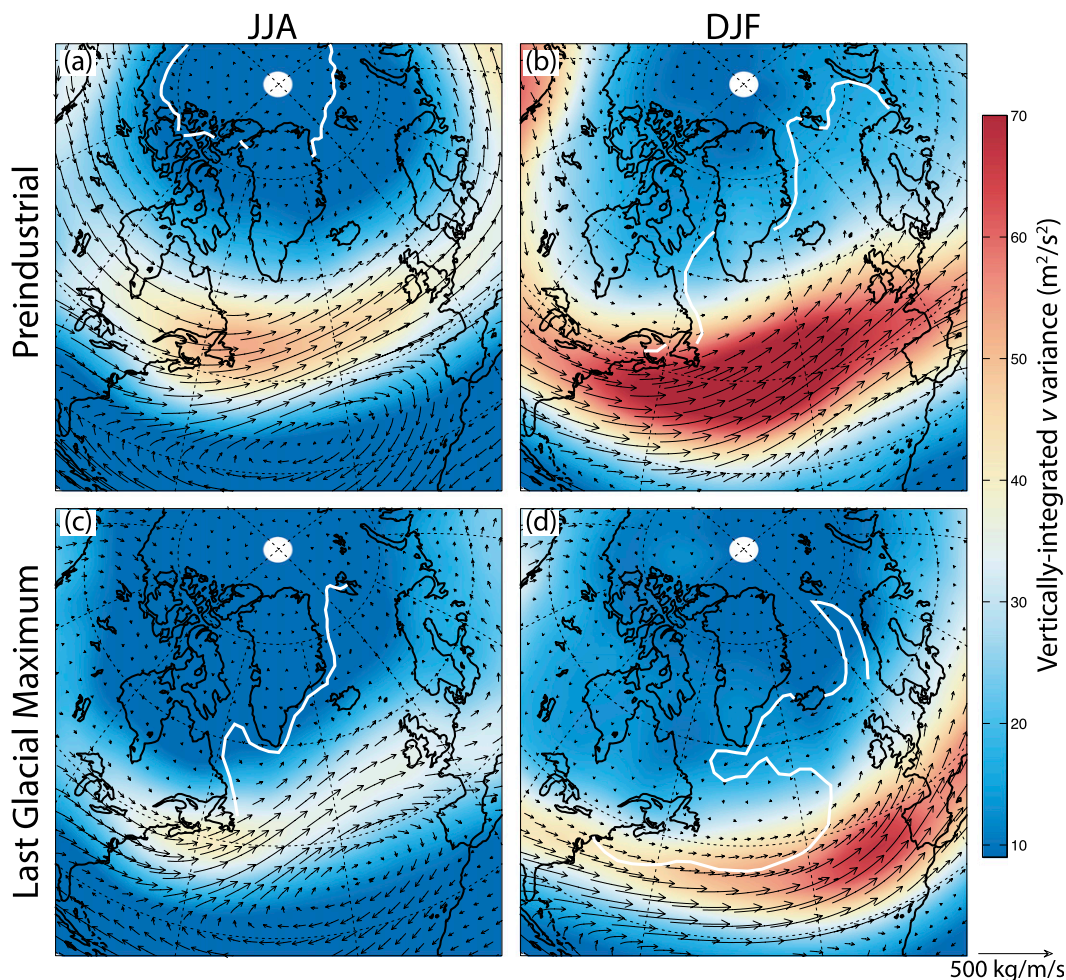 JJA DJF
(a) (b)
Preindustrial
(c) (d)
Last Glacial Maximum
70
60
50
40
30
20
10
Vertically-integrated v variance (m²/s²)
500 kg/m/s